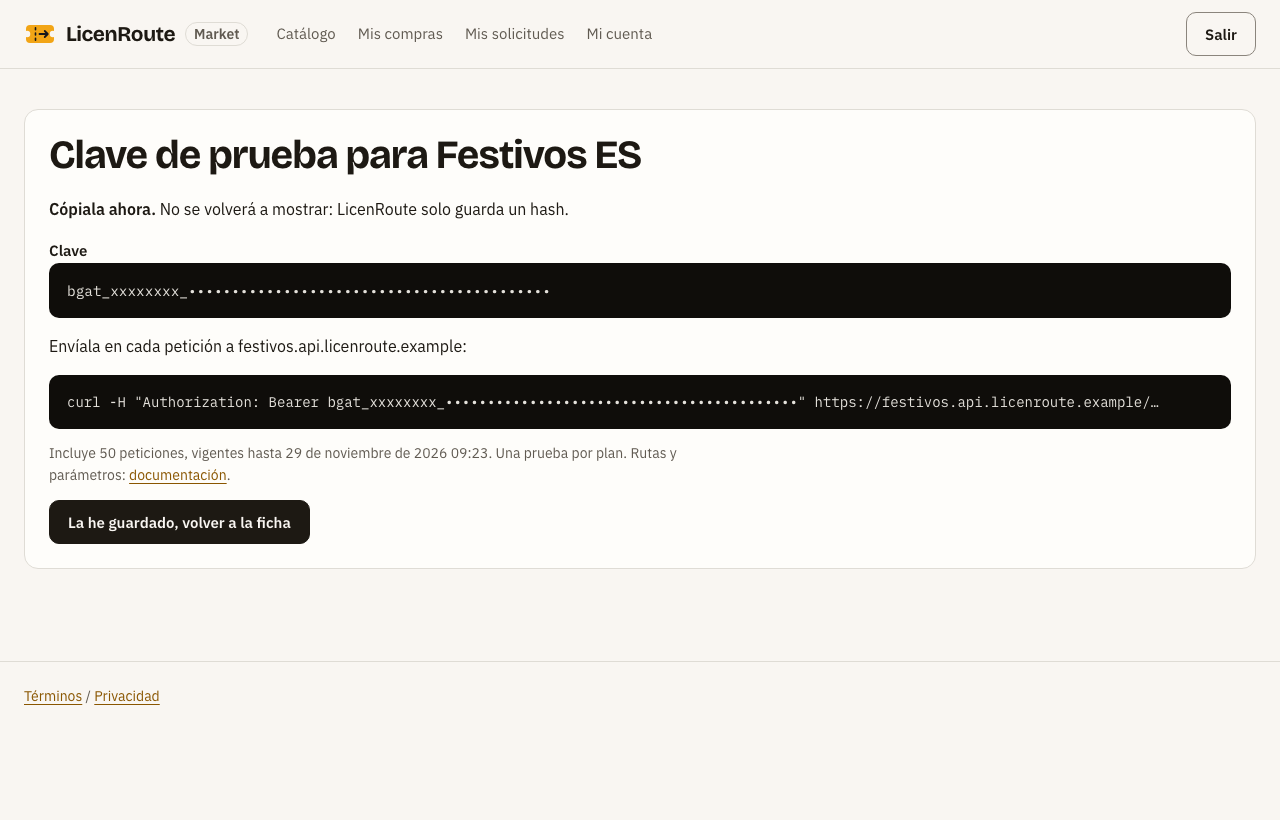 LicenRoute Market Catálogo Mis compras Mis solicitudes Mi cuenta Salir
Clave de prueba para Festivos ES
Cópiala ahora. No se volverá a mostrar: LicenRoute solo guarda un hash.
Clave
bgat_xxxxxxxx_••••••••••••••••••••••••••••••••••••••••••
Envíala en cada petición a festivos.api.licenroute.example:
curl -H "Authorization: Bearer bgat_xxxxxxxx_••••••••••••••••••••••••••••••••••••••••••" https://festivos.api.licenroute.example/…
Incluye 50 peticiones, vigentes hasta 29 de noviembre de 2026 09:23. Una prueba por plan. Rutas y
parámetros: documentación.
La he guardado, volver a la ficha
Términos / Privacidad